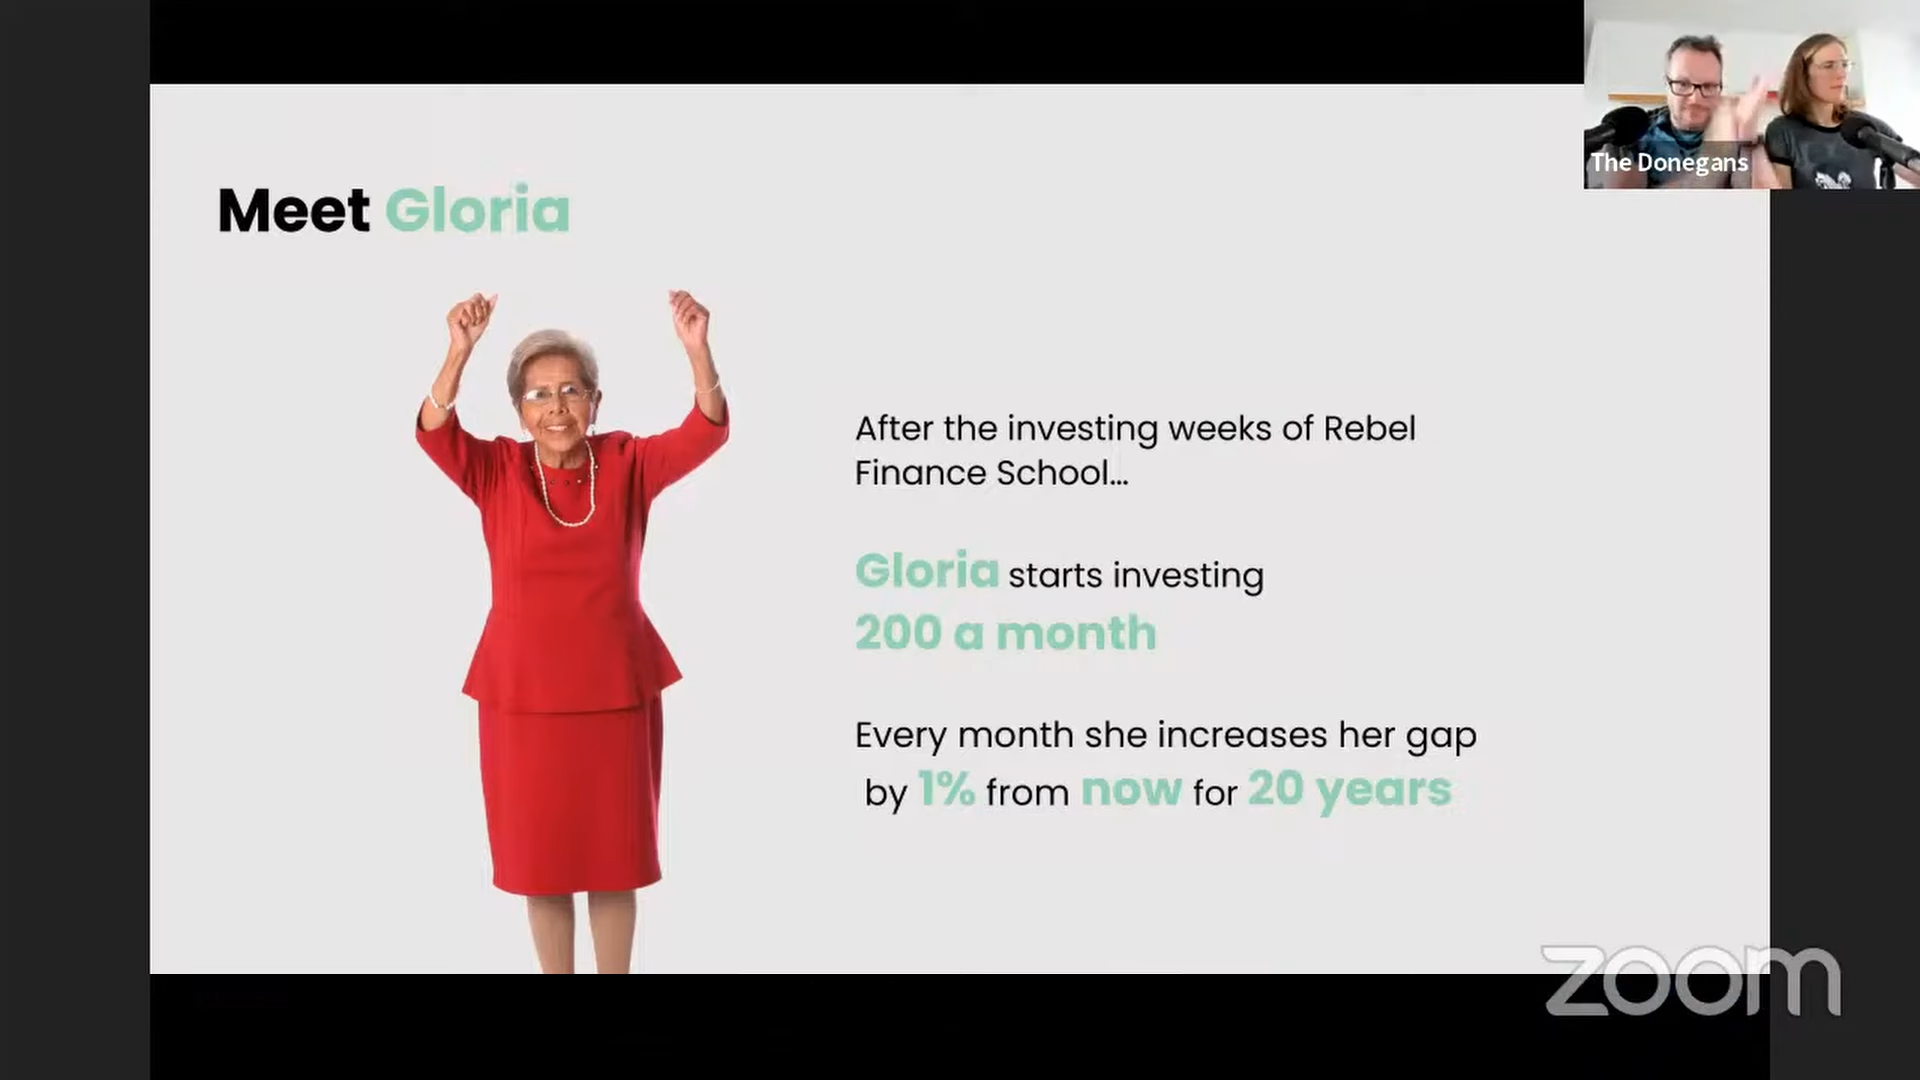 The Donegans
Meet Gloria
After the investing weeks of Rebel
Finance School...
Gloria starts investing
200 a month
Every month she increases her gap
by 1% from now for 20 years
zoom